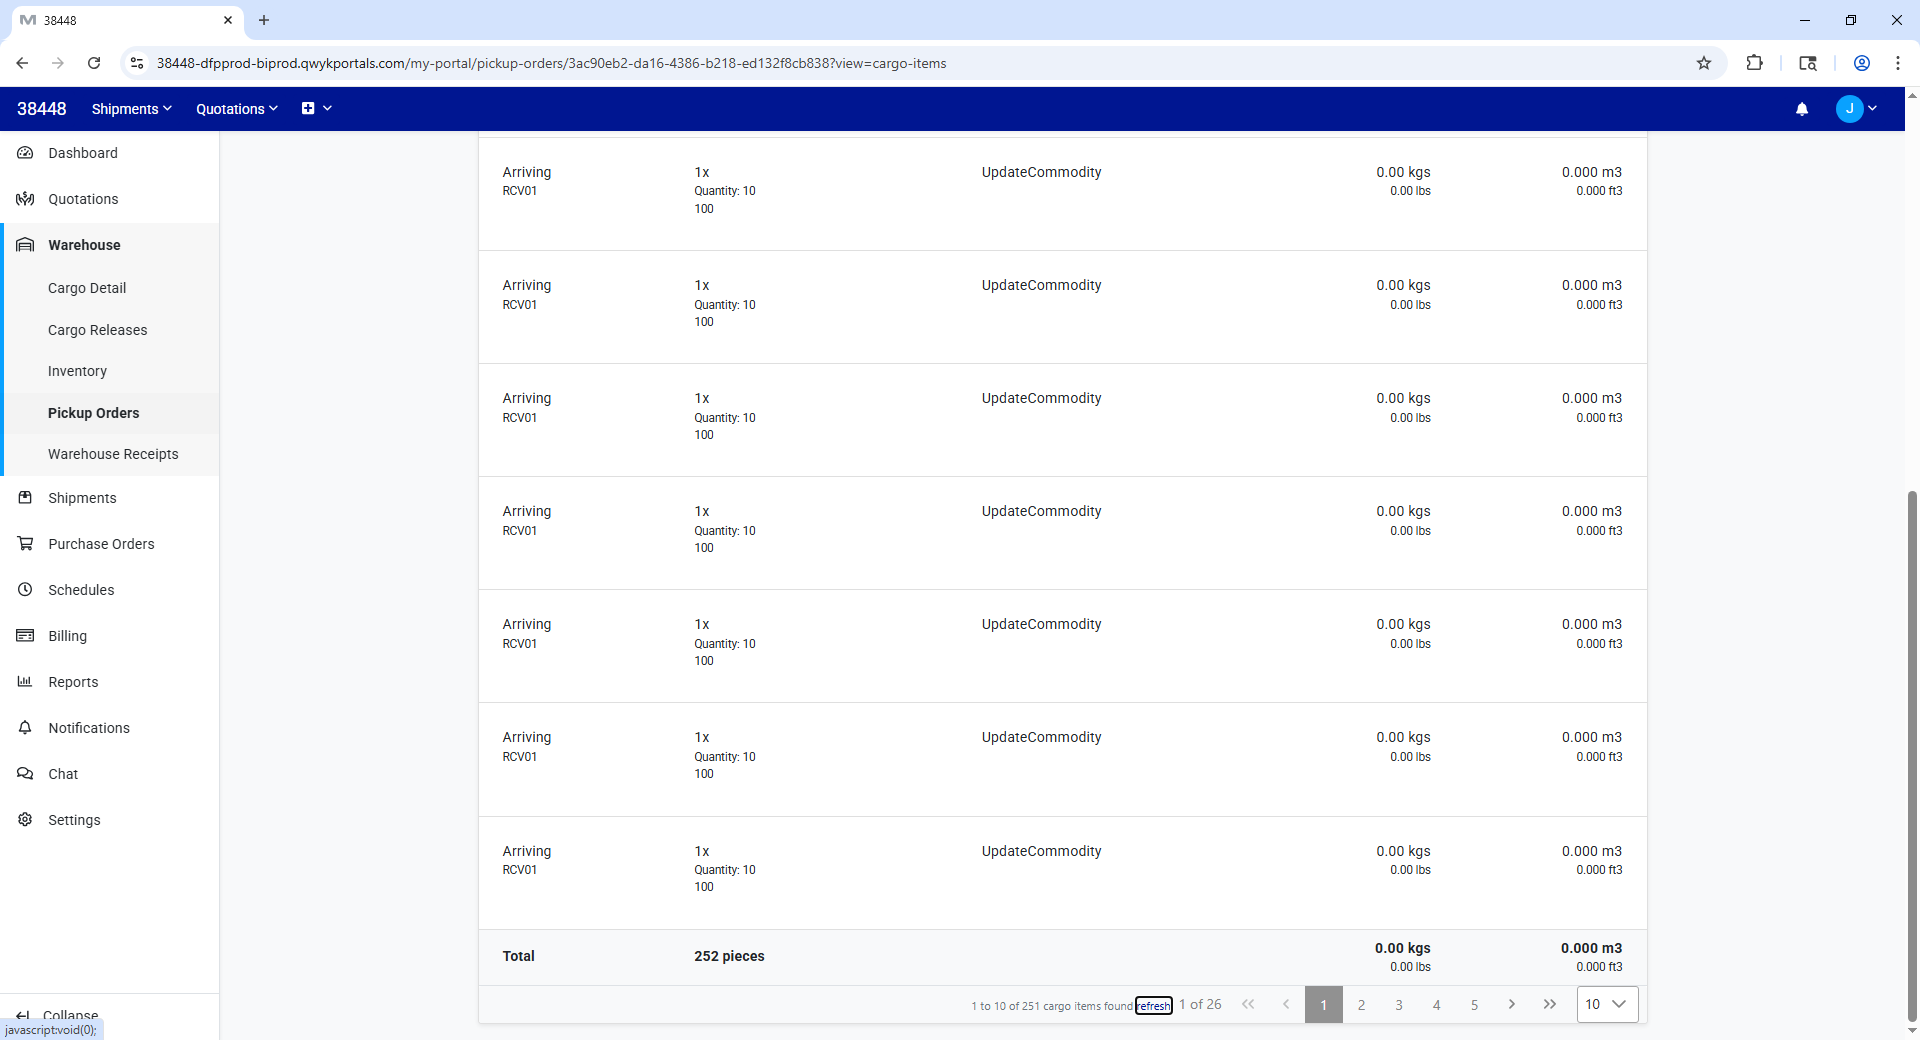 38448
38448-dfpprod-biprod.qwykportals.com/my-portal/pickup-orders/3ac90eb2-da16-4386-b218-ed132f8cb838?view=cargo-items
38448 Shipments Quotations J
Dashboard
Quotations
Warehouse
Cargo Detail
Cargo Releases
Inventory
Pickup Orders
Warehouse Receipts
Shipments
Purchase Orders
Schedules
Billing
Reports
Notifications
Chat
Settings
Collapse
javascript:void(0);
Arriving 1x UpdateCommodity 0.00 kgs 0.000 m3
RCV01 Quantity: 10 0.00 lbs 0.000 ft3
100
Arriving 1x UpdateCommodity 0.00 kgs 0.000 m3
RCV01 Quantity: 10 0.00 lbs 0.000 ft3
100
Arriving 1x UpdateCommodity 0.00 kgs 0.000 m3
RCV01 Quantity: 10 0.00 lbs 0.000 ft3
100
Arriving 1x UpdateCommodity 0.00 kgs 0.000 m3
RCV01 Quantity: 10 0.00 lbs 0.000 ft3
100
Arriving 1x UpdateCommodity 0.00 kgs 0.000 m3
RCV01 Quantity: 10 0.00 lbs 0.000 ft3
100
Arriving 1x UpdateCommodity 0.00 kgs 0.000 m3
RCV01 Quantity: 10 0.00 lbs 0.000 ft3
100
Arriving 1x UpdateCommodity 0.00 kgs 0.000 m3
RCV01 Quantity: 10 0.00 lbs 0.000 ft3
100
Total 252 pieces 0.00 kgs 0.000 m3
0.00 lbs 0.000 ft3
1 to 10 of 251 cargo items found refresh 1 of 26 1 2 3 4 5 10